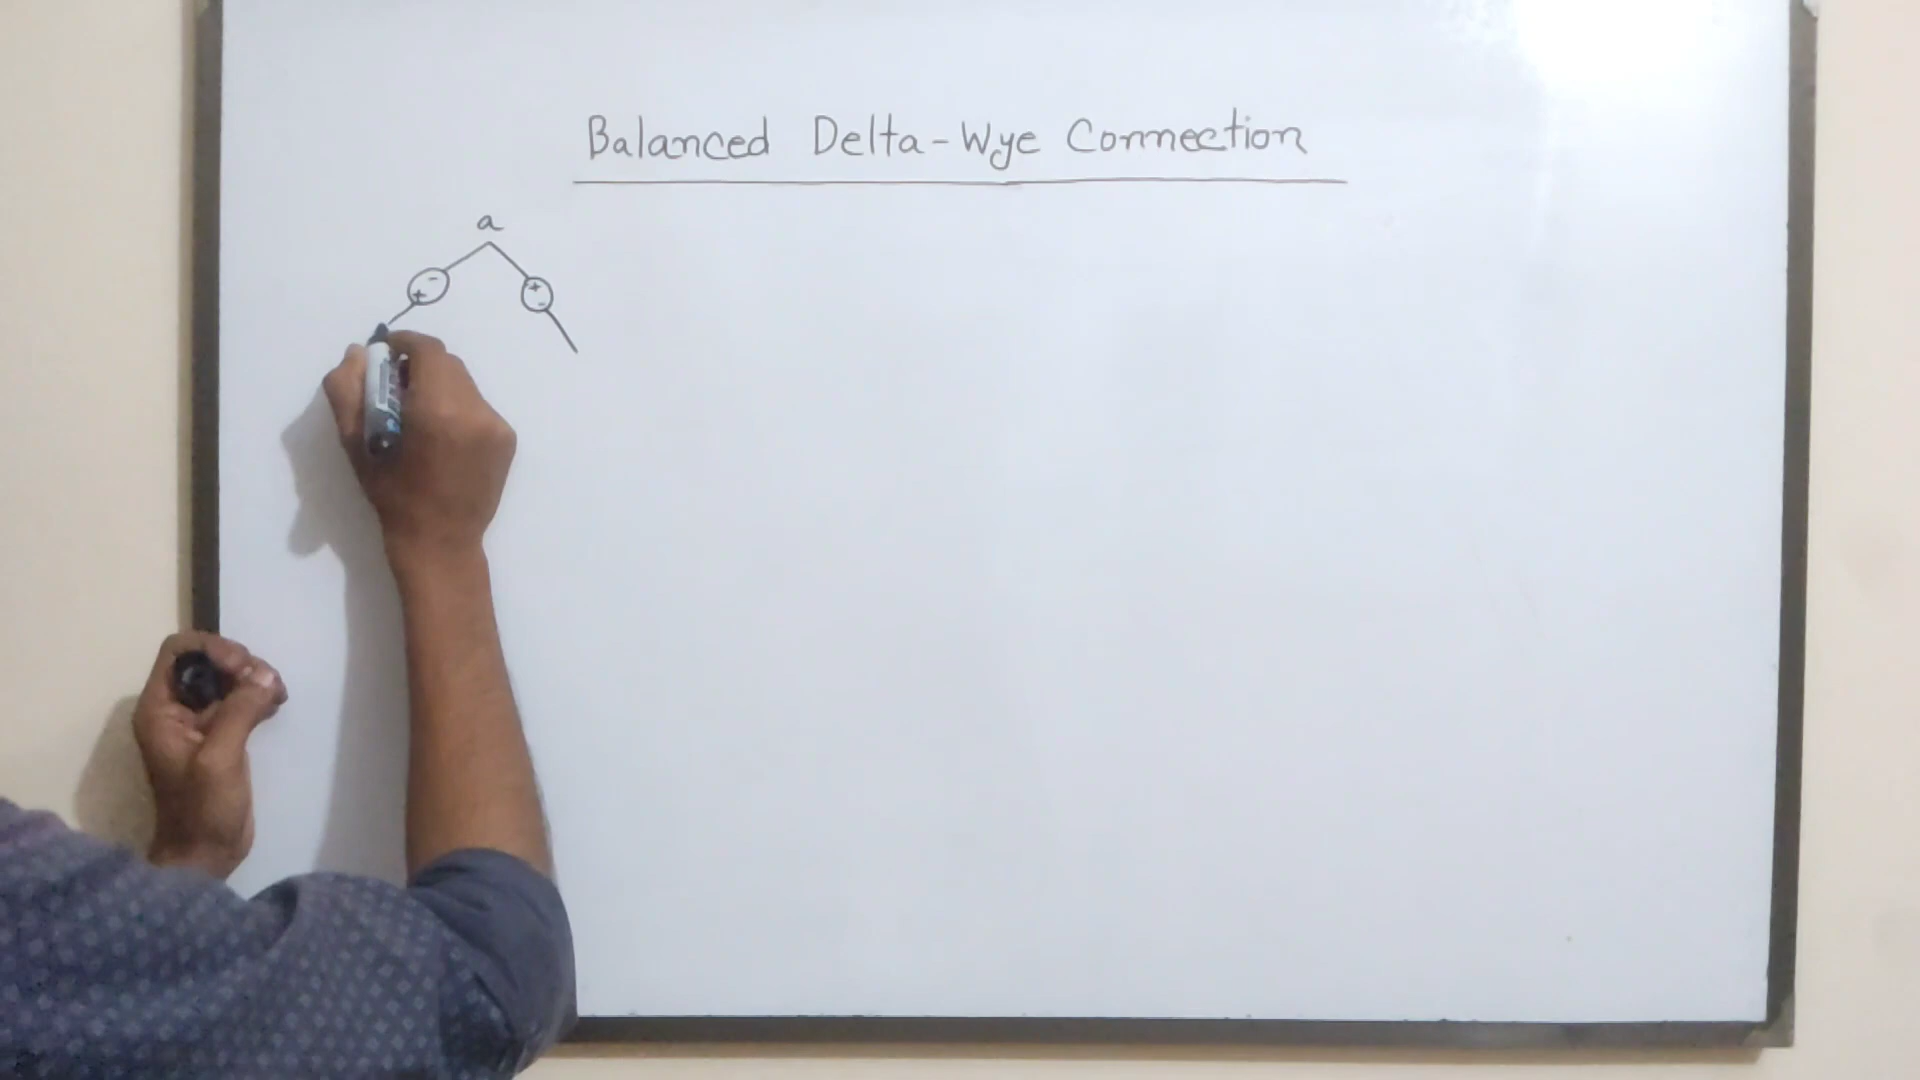 Balanced Delta-Wye Connection
a
- +
+ -